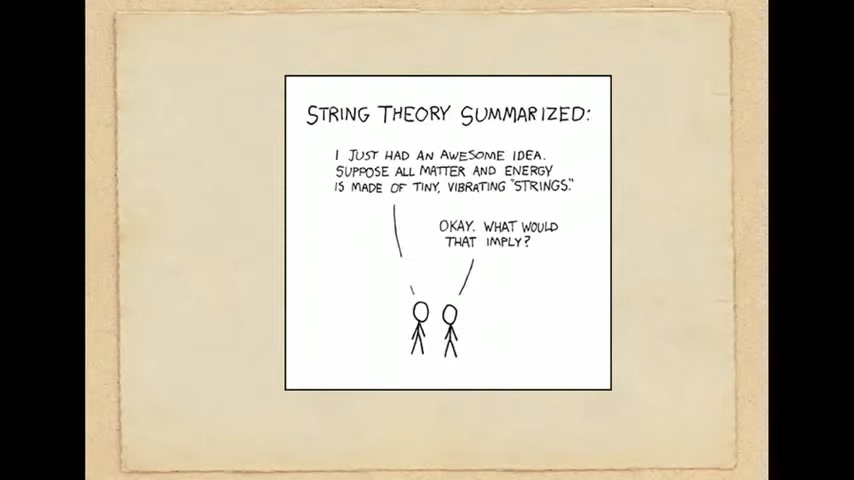 STRING THEORY SUMMARIZED:
I JUST HAD AN AWESOME IDEA.
SUPPOSE ALL MATTER AND ENERGY
IS MADE OF TINY, VIBRATING "STRINGS."
OKAY. WHAT WOULD
THAT IMPLY?